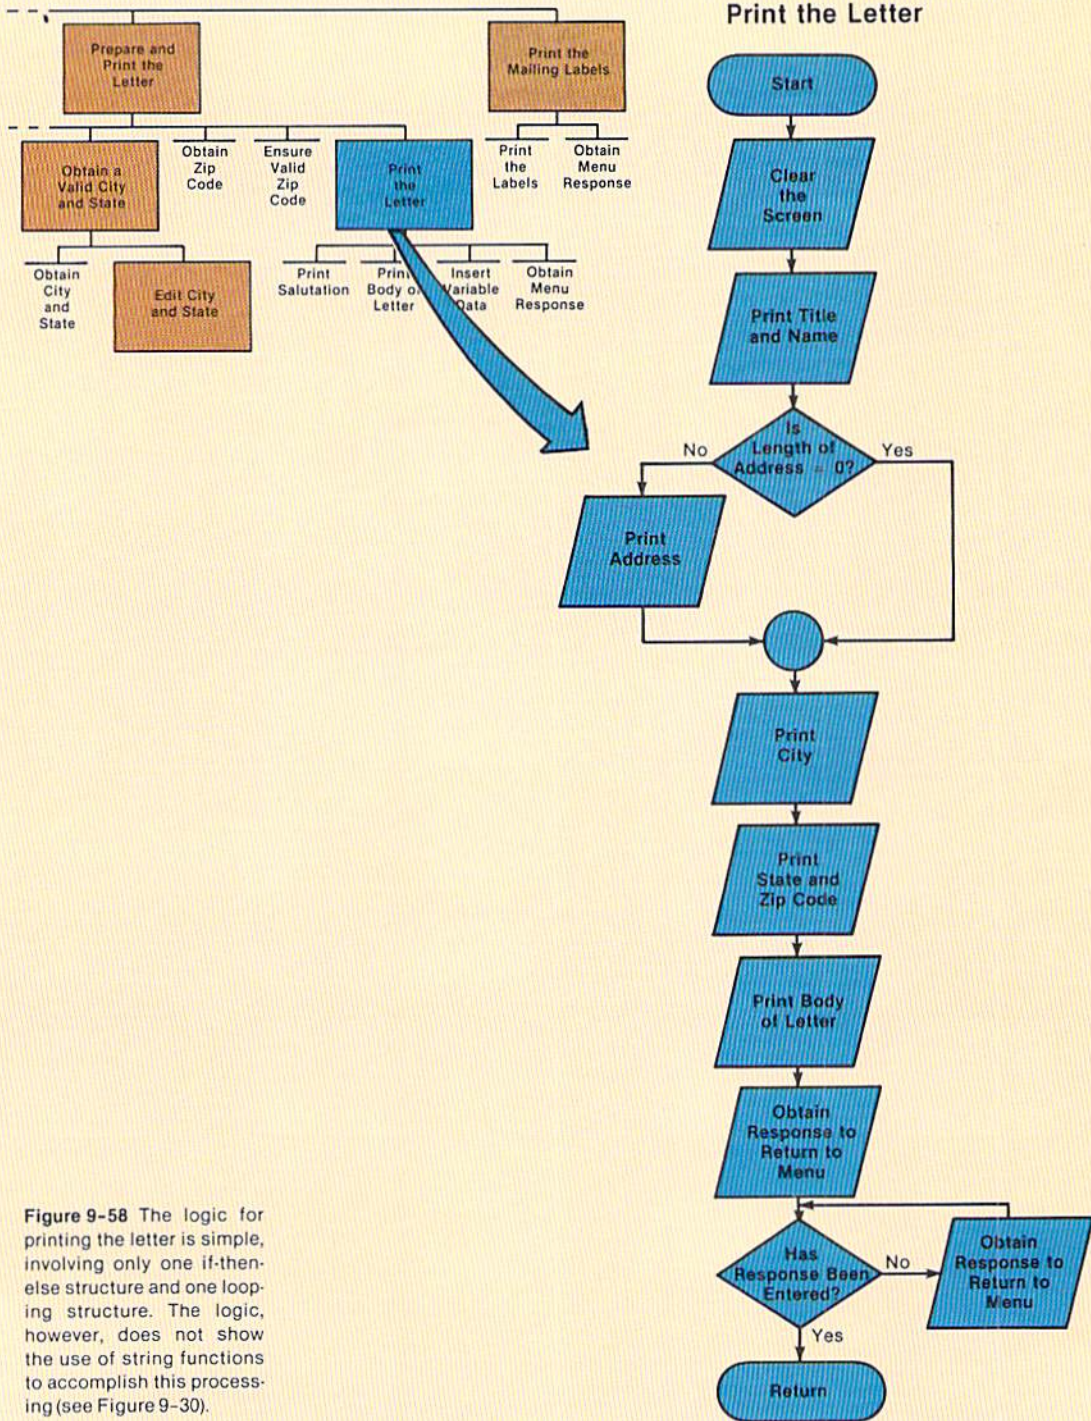 Print the Letter
Prepare and
Print the
Letter
Print the
Mailing Labels
Obtain a
Valid City
and State
Obtain
Zip
Code
Ensure
Valid
Zip
Code
Print
the
Letter
Print
the
Labels
Obtain
Menu
Response
Obtain
City
and
State
Edit City
and State
Print
Salutation
Print
Body of
Letter
Insert
Variable
Data
Obtain
Menu
Response
Start
Clear
the
Screen
Print Title
and Name
Is
Length of
Address = 0?
No
Yes
Print
Address
Print
City
Print
State and
Zip Code
Print Body
of Letter
Obtain
Response to
Return to
Menu
Has
Response Been
Entered?
No
Obtain
Response to
Return to
Menu
Yes
Return
Figure 9-58 The logic for
printing the letter is simple,
involving only one if-then-
else structure and one loop-
ing structure. The logic,
however, does not show
the use of string functions
to accomplish this process-
ing (see Figure 9-30).